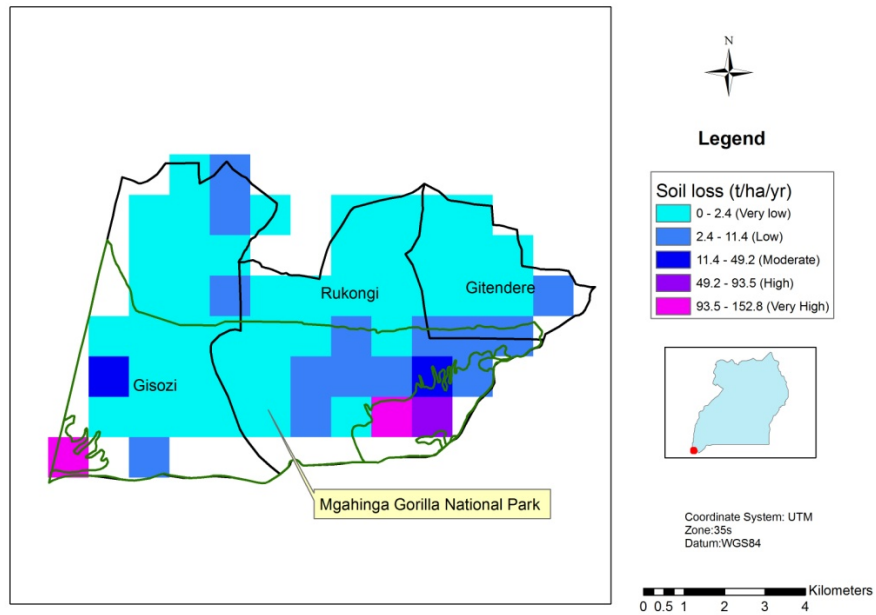 N
Legend
Soil loss (t/ha/yr)
0 - 2.4 (Very low)
2.4 - 11.4 (Low)
11.4 - 49.2 (Moderate)
49.2 - 93.5 (High)
93.5 - 152.8 (Very High)
Rukongi
Gitendere
Gisozi
Mgahinga Gorilla National Park
Coordinate System: UTM
Zone:35s
Datum:WGS84
Kilometers
0 0.5 1 2 3 4